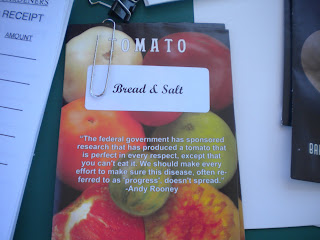 RDENERS
RECEIPT
AMOUNT
TOMATO
Bread & Salt
"The federal government has sponsored
research that has produced a tomato that
is perfect in every respect, except that
you can't eat it. We should make every
effort to make sure this disease, often re-
ferred to as "progress", doesn't spread."
-Andy Rooney
BA